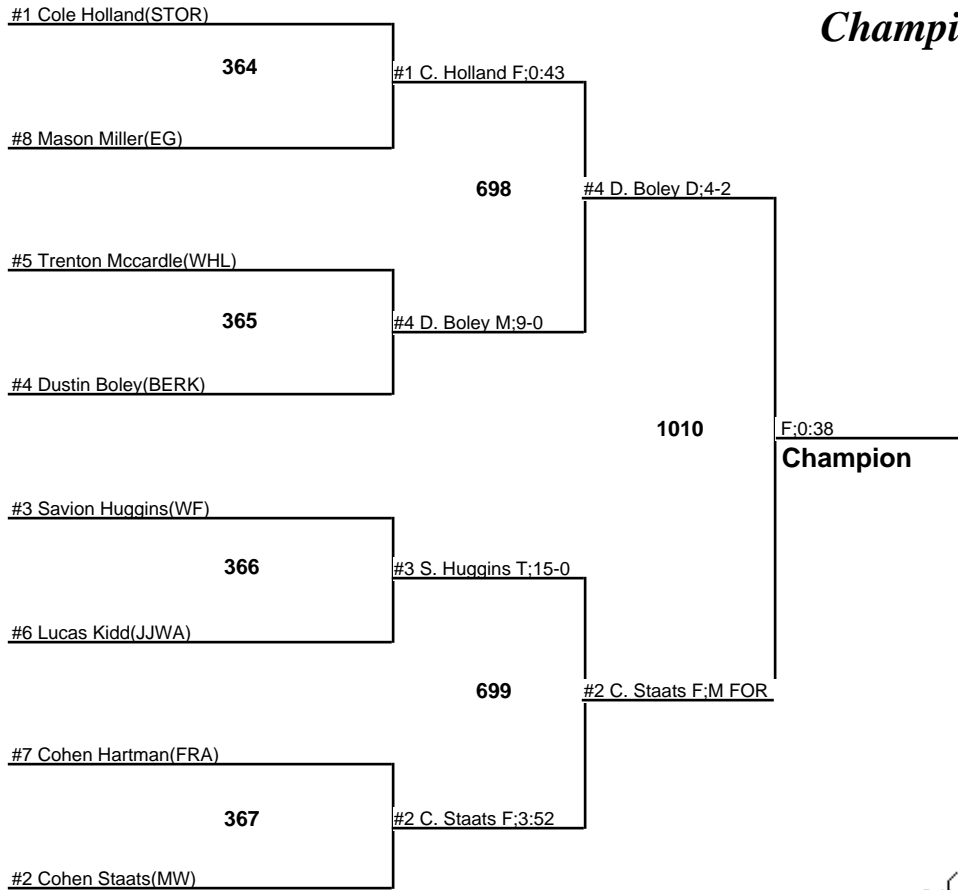 #1 Cole Holland(STOR)
Champi
364
#1 C. Holland F;0:43
#8 Mason Miller(EG)
698
#4 D. Boley D;4-2
#5 Trenton Mccardle(WHL)
365
#4 D. Boley M;9-0
#4 Dustin Boley(BERK)
1010
F;0:38
Champion
#3 Savion Huggins(WF)
366
#3 S. Huggins T;15-0
#6 Lucas Kidd(JJWA)
699
#2 C. Staats F;M FOR
#7 Cohen Hartman(FRA)
367
#2 C. Staats F;3:52
#2 Cohen Staats(MW)